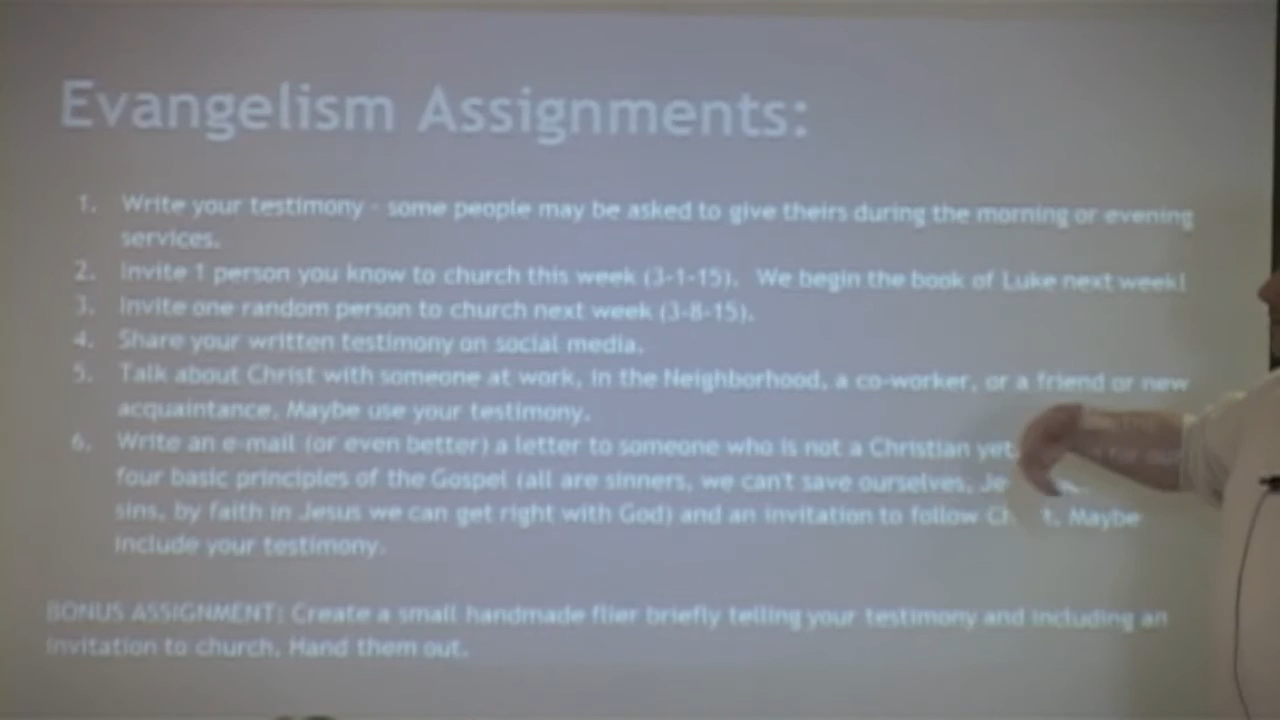 Evangelism Assignments:
1. Write your testimony - some people may be asked to give theirs during the morning or evening
services.
2. Invite 1 person you know to church this week (3-1-15). We begin the book of Luke next week!
3. Invite one random person to church next week (3-8-15).
4. Share your written testimony on social media.
5. Talk about Christ with someone at work, in the Neighborhood, a co-worker, or a friend or new
acquaintance. Maybe use your testimony.
6. Write an e-mail (or even better) a letter to someone who is not a Christian yet
four basic principles of the Gospel (all are sinners, we can't save ourselves, Je
sins, by faith in Jesus we can get right with God) and an invitation to follow Ch t. Maybe
include your testimony.
BONUS ASSIGNMENT: Create a small handmade flier briefly telling your testimony and including an
invitation to church. Hand them out.